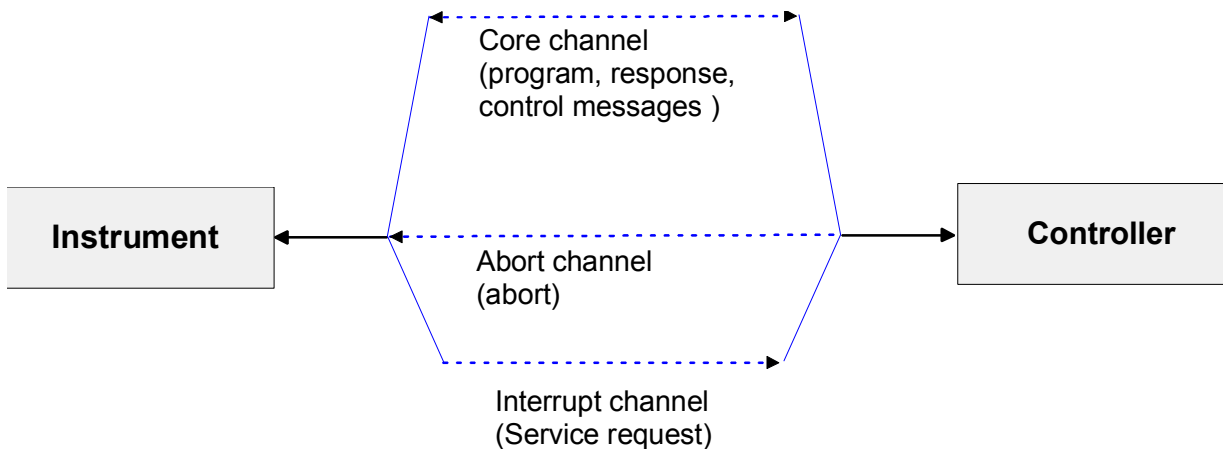 Core channel
(program, response,
control messages )
Instrument
Controller
Abort channel
(abort)
Interrupt channel
(Service request)